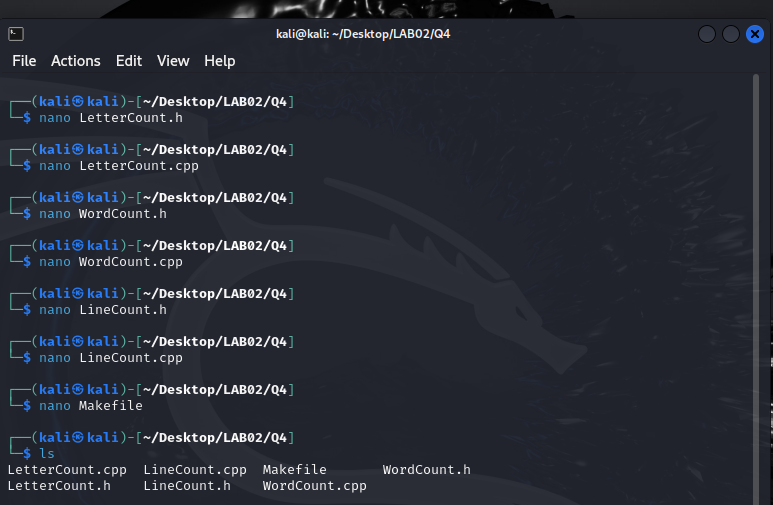 kali@kali: ~/Desktop/LAB02/Q4
File Actions Edit View Help
┌──(kali㉿kali)-[~/Desktop/LAB02/Q4]
└─$ nano LetterCount.h
┌──(kali㉿kali)-[~/Desktop/LAB02/Q4]
└─$ nano LetterCount.cpp
┌──(kali㉿kali)-[~/Desktop/LAB02/Q4]
└─$ nano WordCount.h
┌──(kali㉿kali)-[~/Desktop/LAB02/Q4]
└─$ nano WordCount.cpp
┌──(kali㉿kali)-[~/Desktop/LAB02/Q4]
└─$ nano LineCount.h
┌──(kali㉿kali)-[~/Desktop/LAB02/Q4]
└─$ nano LineCount.cpp
┌──(kali㉿kali)-[~/Desktop/LAB02/Q4]
└─$ nano Makefile
┌──(kali㉿kali)-[~/Desktop/LAB02/Q4]
└─$ ls
LetterCount.cpp  LineCount.cpp  Makefile       WordCount.h
LetterCount.h    LineCount.h    WordCount.cpp